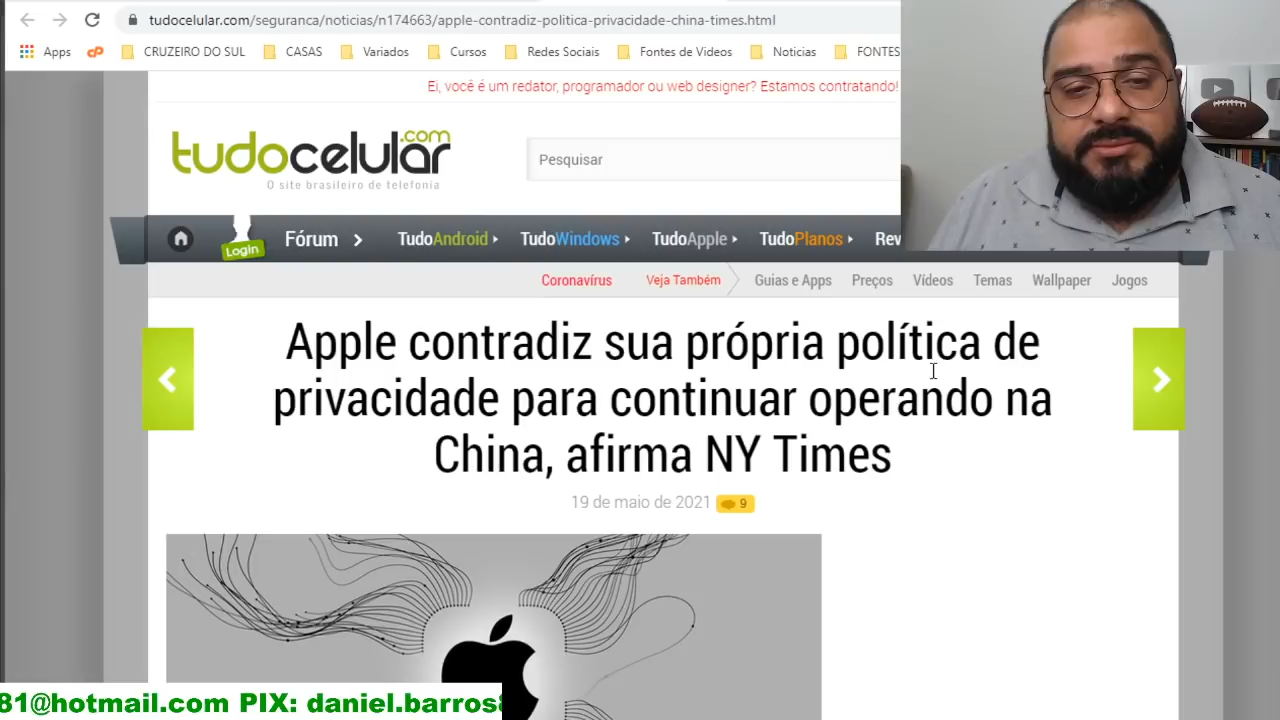 tudocelular.com/seguranca/noticias/n174663/apple-contradiz-politica-privacidade-china-times.html
Apps CRUZEIRO DO SUL CASAS Variados Cursos Redes Sociais Fontes de Videos Noticias FONTES
Ei, você é um redator, programador ou web designer? Estamos contratando!
tudocelular.com
O site brasileiro de telefonia
Pesquisar
Login Fórum TudoAndroid TudoWindows TudoApple TudoPlanos Rev
Coronavírus Veja Também Guias e Apps Preços Vídeos Temas Wallpaper Jogos
Apple contradiz sua própria política de
privacidade para continuar operando na
China, afirma NY Times
19 de maio de 2021 9
81@hotmail.com PIX: daniel.barros